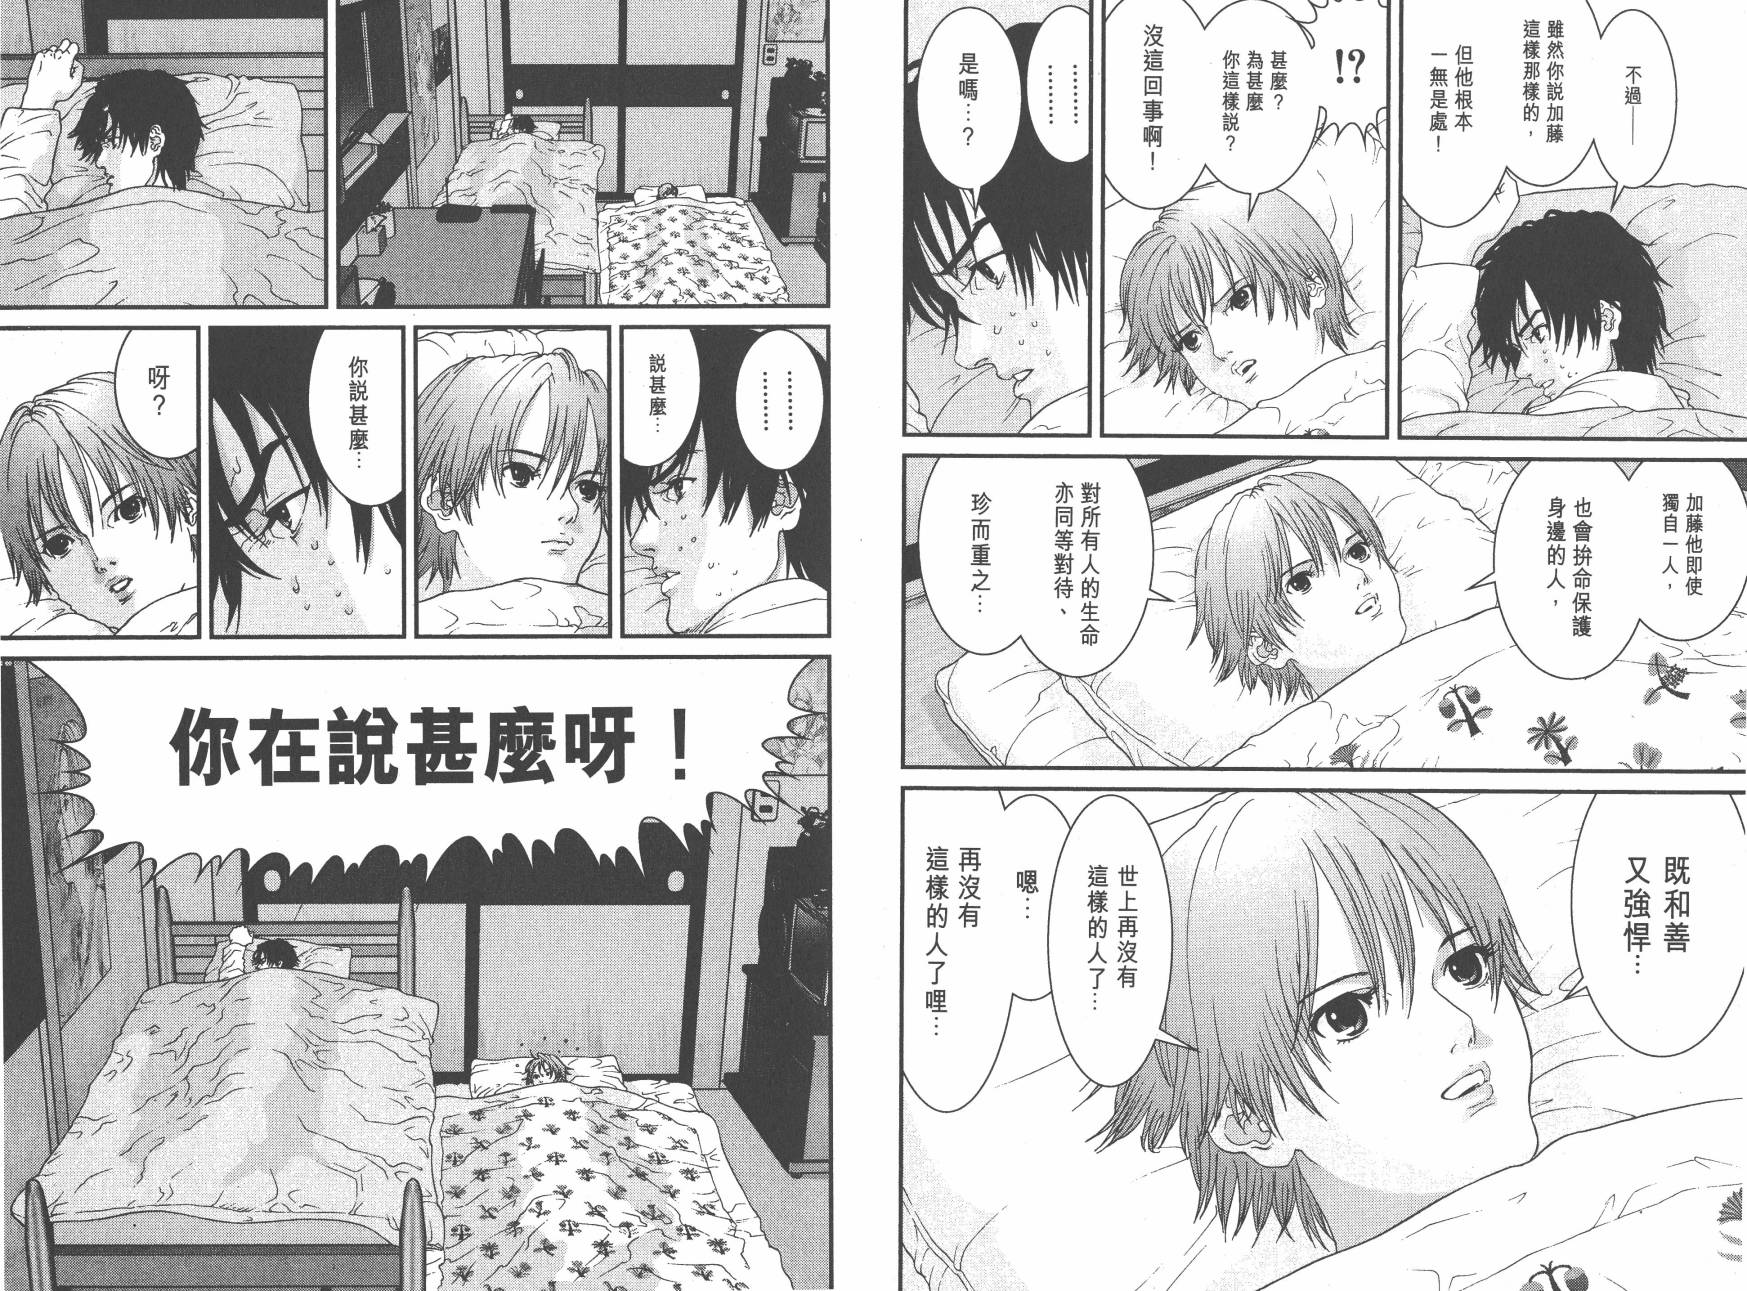 不過——
雖然你說加藤
這樣那樣的，
但他根本
一無是處！
！？
甚麼？
為甚麼
你這樣說？
沒這回事啊！
………
是嗎…？
加藤他即使
獨自一人，
也會拚命保護
身邊的人，
對所有人的生命
亦同等對待、
珍而重之…
既和善
又強悍…
世上再沒有
這樣的人了…
嗯…
再沒有
這樣的人了哩…
………
………
說甚麼…
你說甚麼…
呀？
你在說甚麼呀！